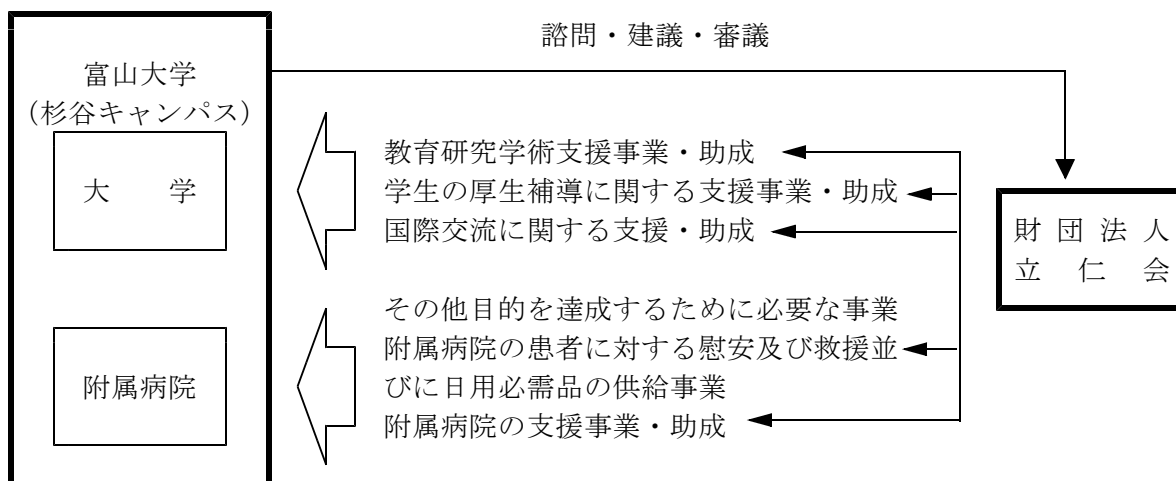 諮問・建議・審議
富山大学
(杉谷キャンパス)
大　　学
教育研究学術支援事業・助成
学生の厚生補導に関する支援事業・助成
国際交流に関する支援・助成
財 団 法 人
立　仁　会
附属病院
その他目的を達成するために必要な事業
附属病院の患者に対する慰安及び救援並
びに日用必需品の供給事業
附属病院の支援事業・助成